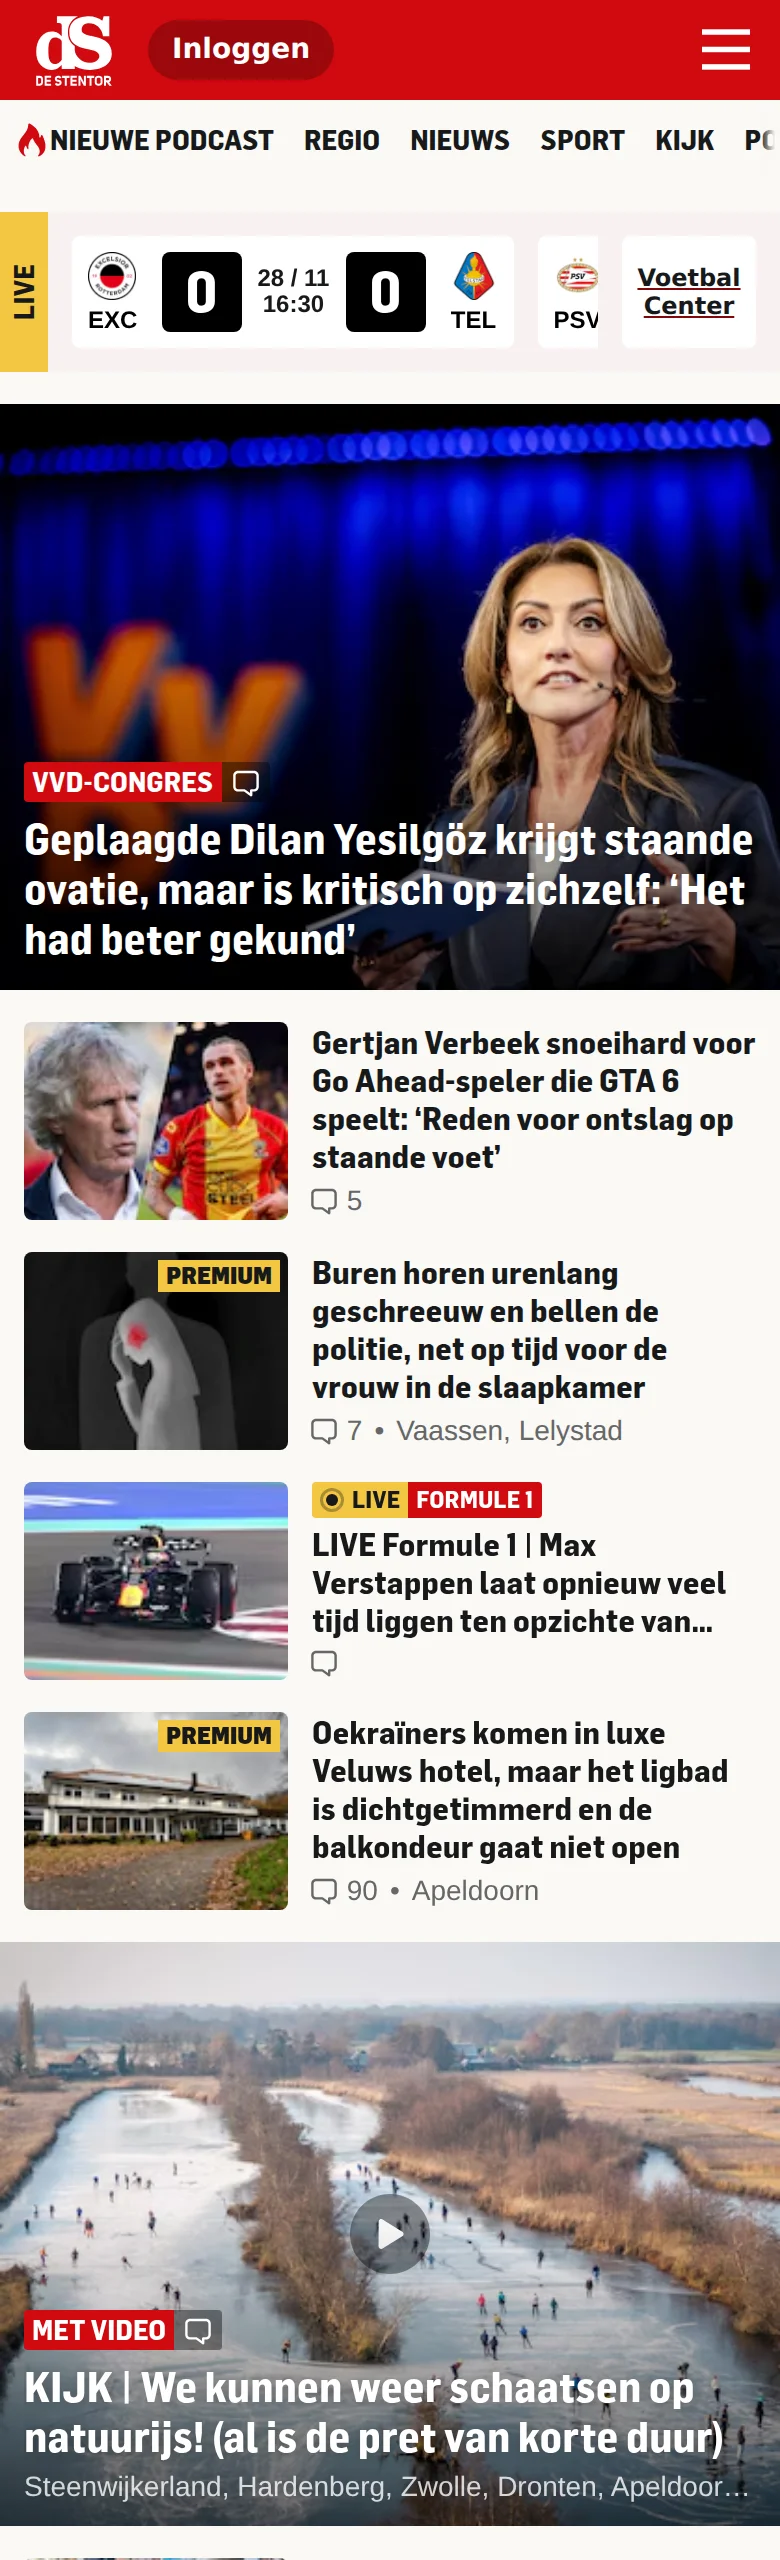 dS
DE STENTOR
Inloggen
NIEUWE PODCAST REGIO NIEUWS SPORT KIJK PO
LIVE
EXC
0
28 / 11
16:30
0
TEL
PSV
PSV
Voetbal
Center
VVD-CONGRES
Geplaagde Dilan Yesilgöz krijgt staande
ovatie, maar is kritisch op zichzelf: ‘Het
had beter gekund’
Gertjan Verbeek snoeihard voor
Go Ahead-speler die GTA 6
speelt: ‘Reden voor ontslag op
staande voet’
5
PREMIUM
Buren horen urenlang
geschreeuw en bellen de
politie, net op tijd voor de
vrouw in de slaapkamer
7 • Vaassen, Lelystad
LIVE FORMULE 1
LIVE Formule 1 | Max
Verstappen laat opnieuw veel
tijd liggen ten opzichte van...
PREMIUM
Oekraïners komen in luxe
Veluws hotel, maar het ligbad
is dichtgetimmerd en de
balkondeur gaat niet open
90 • Apeldoorn
MET VIDEO
KIJK | We kunnen weer schaatsen op
natuurijs! (al is de pret van korte duur)
Steenwijkerland, Hardenberg, Zwolle, Dronten, Apeldoor...